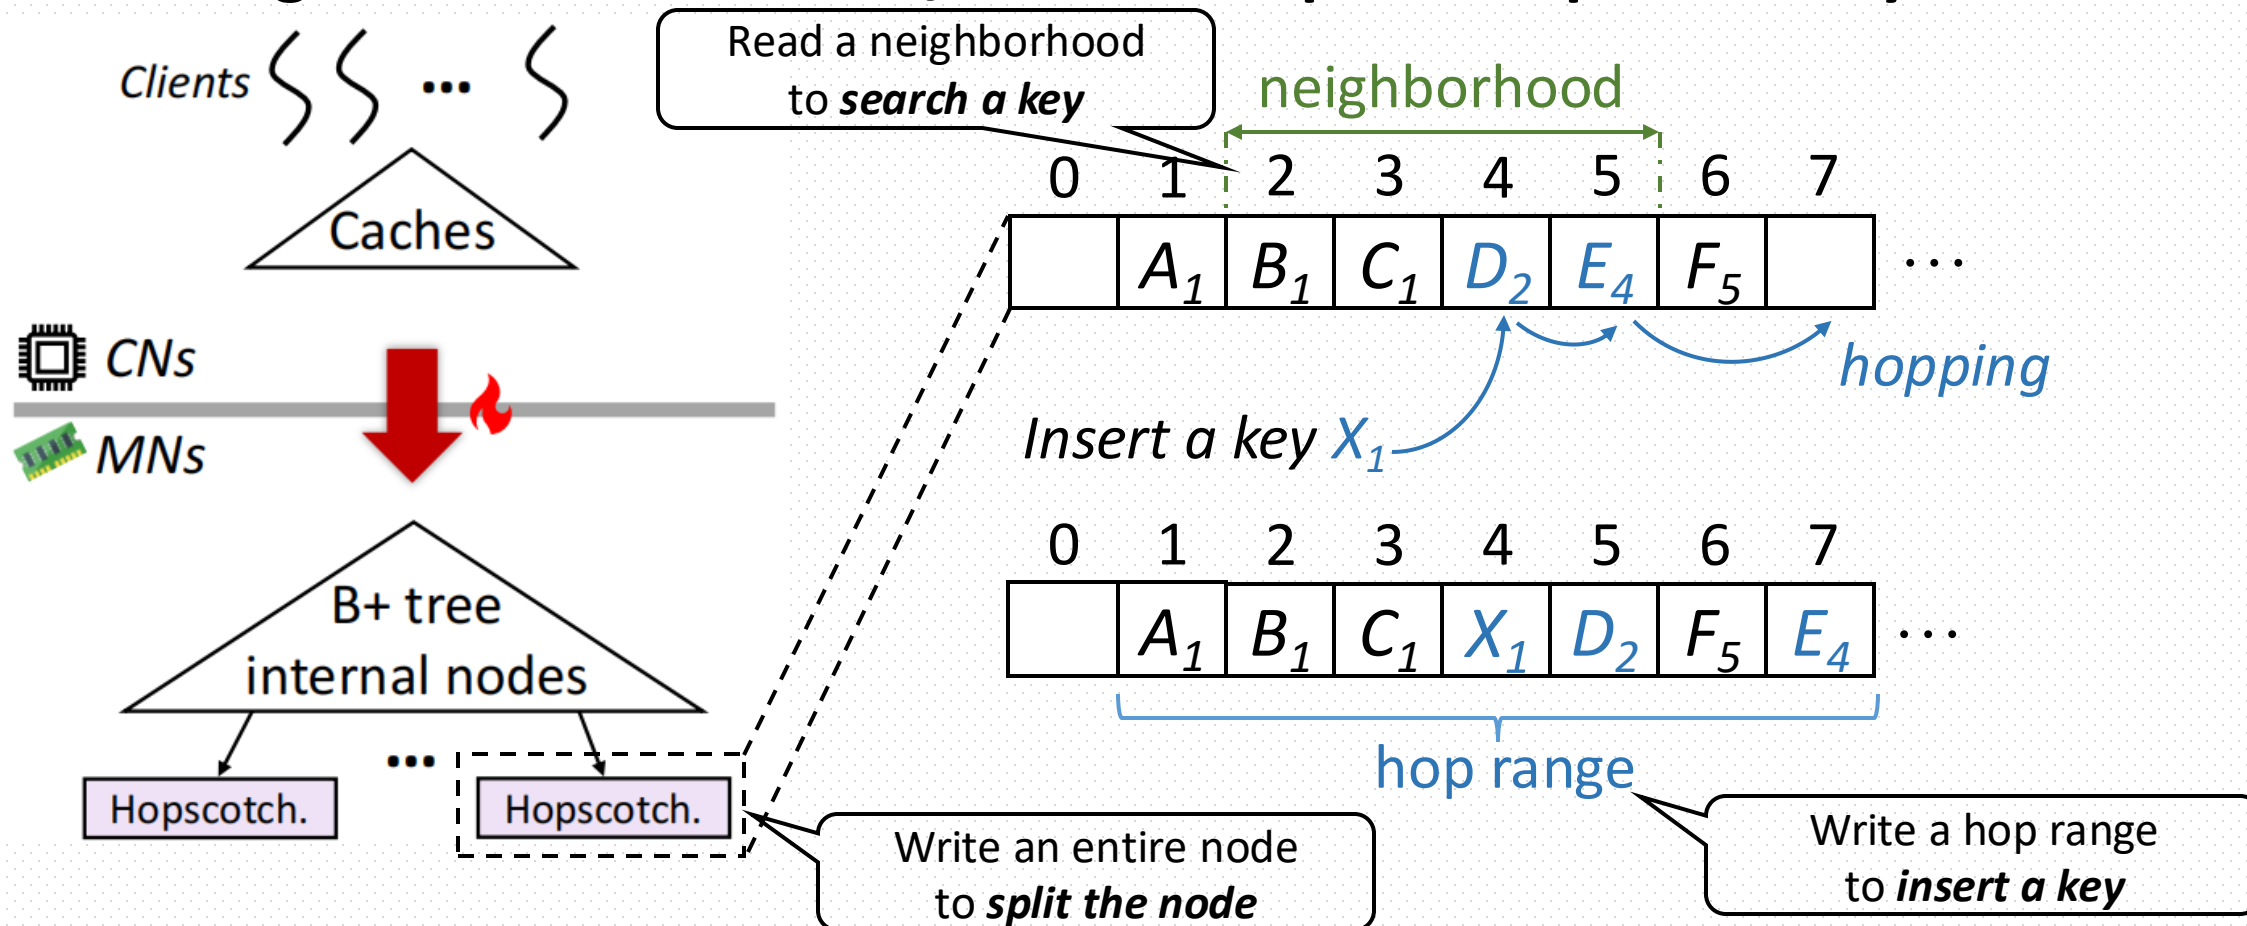 Clients
...
Caches
CNs
MNs
B+ tree
internal nodes
...
Hopscotch.
Hopscotch.
Write an entire node
to split the node
Read a neighborhood
to search a key
neighborhood
0 1 2 3 4 5 6 7
A1 B1 C1 D2 E4 F5 ...
hopping
Insert a key X1
0 1 2 3 4 5 6 7
A1 B1 C1 X1 D2 F5 E4 ...
hop range
Write a hop range
to insert a key